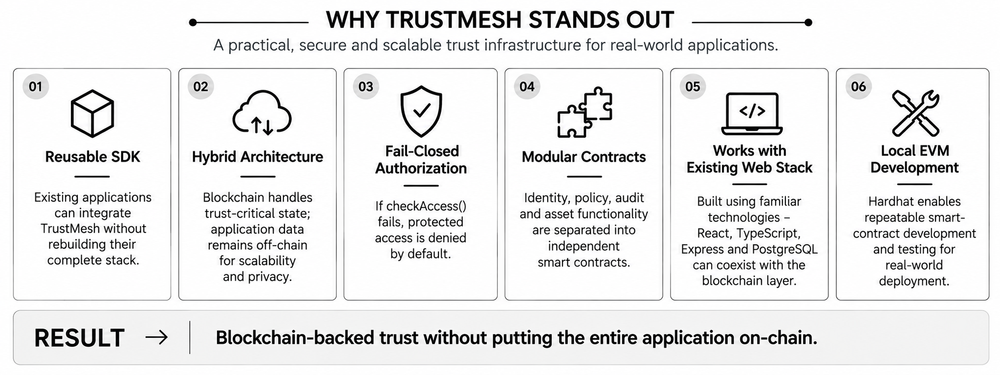 WHY TRUSTMESH STANDS OUT
A practical, secure and scalable trust infrastructure for real-world applications.
01
Reusable SDK
Existing applications
can integrate
TrustMesh without
rebuilding their
complete stack.
02
Hybrid Architecture
Blockchain handles
trust-critical state;
application data
remains off-chain
for scalability
and privacy.
03
Fail-Closed
Authorization
If checkAccess()
fails, protected
access is denied
by default.
04
Modular Contracts
Identity, policy, audit
and asset functionality
are separated into
independent
smart contracts.
05
</>
Works with
Existing Web Stack
Built using familiar
technologies –
React, TypeScript,
Express and PostgreSQL
can coexist with the
blockchain layer.
06
Local EVM
Development
Hardhat enables
repeatable smart-
contract development
and testing for
real-world
deployment.
RESULT →
Blockchain-backed trust without putting the entire application on-chain.